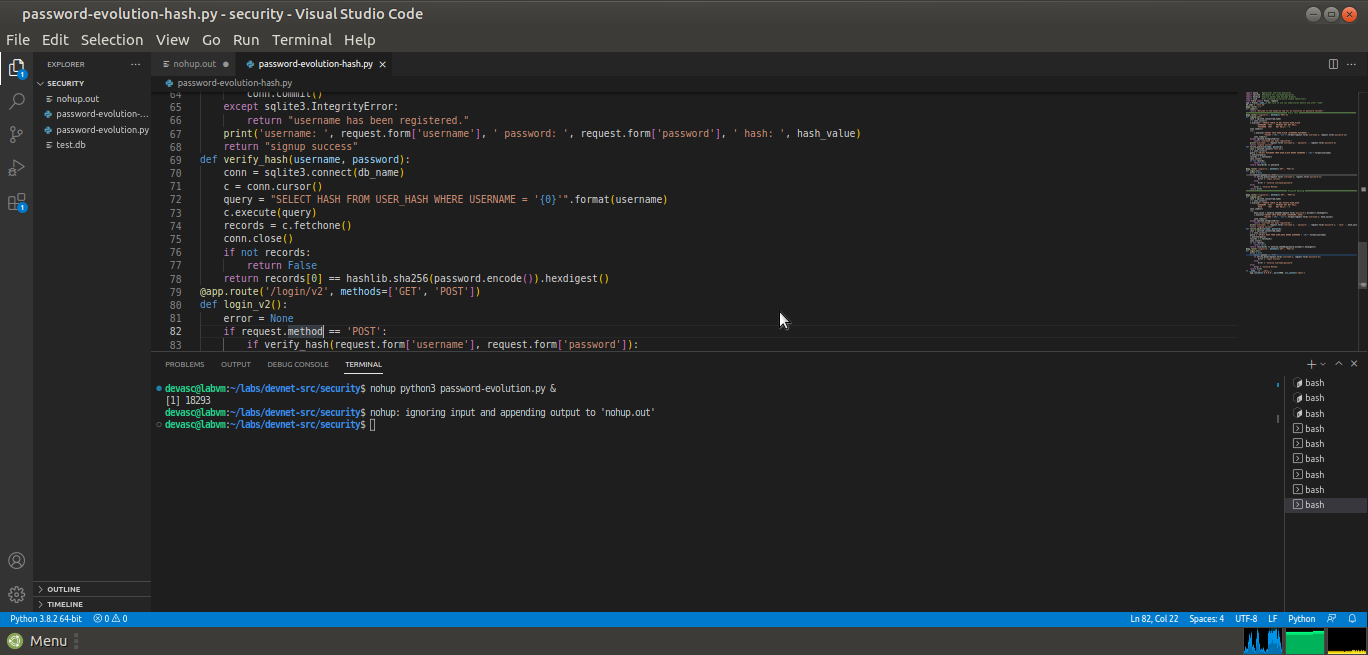 password-evolution-hash.py - security - Visual Studio Code
File Edit Selection View Go Run Terminal Help
EXPLORER
nohup.out
password-evolution-hash.py
SECURITY
password-evolution-hash.py
nohup.out
password-evolution-...
password-evolution.py
test.db
64 conn.commit()
65 except sqlite3.IntegrityError:
66 return "username has been registered."
67 print('username: ', request.form['username'], ' password: ', request.form['password'], ' hash: ', hash_value)
68 return "signup success"
69 def verify_hash(username, password):
70 conn = sqlite3.connect(db_name)
71 c = conn.cursor()
72 query = "SELECT HASH FROM USER_HASH WHERE USERNAME = '{0}'".format(username)
73 c.execute(query)
74 records = c.fetchone()
75 conn.close()
76 if not records:
77 return False
78 return records[0] == hashlib.sha256(password.encode()).hexdigest()
79 @app.route('/login/v2', methods=['GET', 'POST'])
80 def login_v2():
81 error = None
82 if request.method == 'POST':
83 if verify_hash(request.form['username'], request.form['password']):
PROBLEMS OUTPUT DEBUG CONSOLE TERMINAL
devasc@labvm:~/labs/devnet-src/security$ nohup python3 password-evolution.py &
[1] 18293
devasc@labvm:~/labs/devnet-src/security$ nohup: ignoring input and appending output to 'nohup.out'
devasc@labvm:~/labs/devnet-src/security$
bash
bash
bash
bash
bash
bash
bash
bash
bash
OUTLINE
TIMELINE
Python 3.8.2 64-bit 0 0 Ln 82, Col 22 Spaces: 4 UTF-8 LF Python
Menu